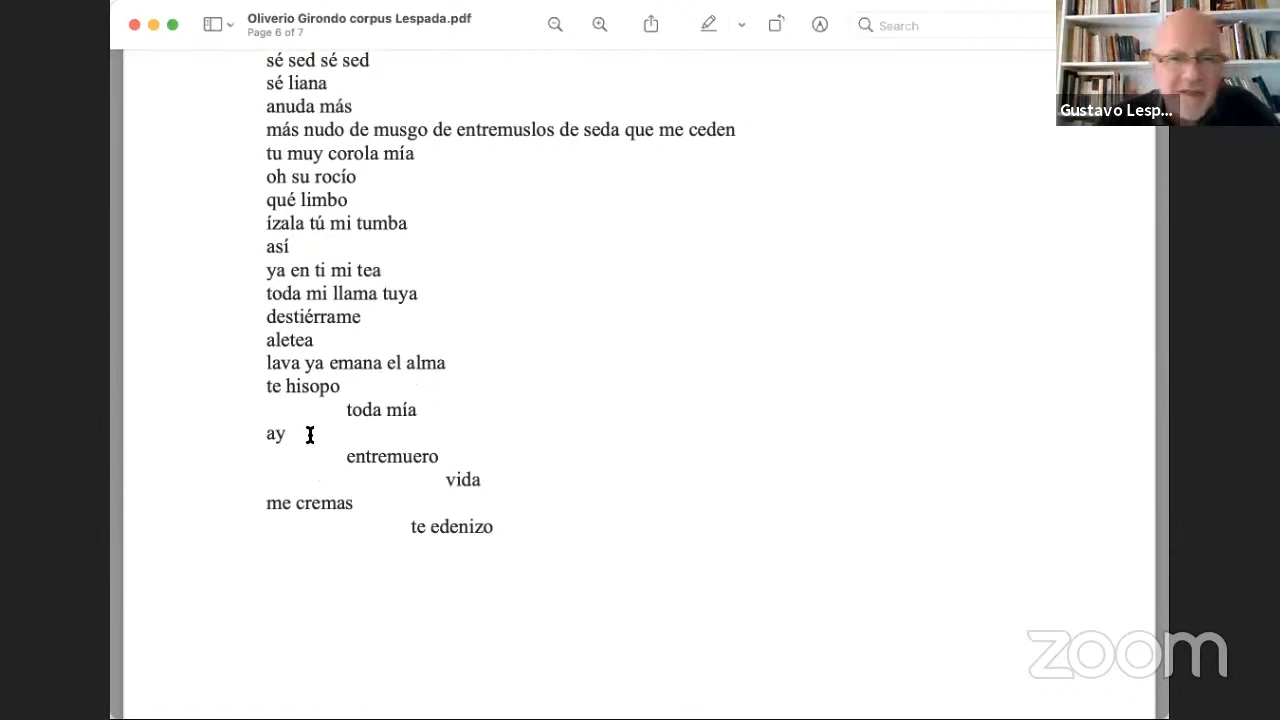 Oliverio Girondo corpus Lespada.pdf
Page 6 of 7
Search
Gustavo Lesp...
sé sed sé sed
sé liana
anuda más
más nudo de musgo de entremuslos de seda que me ceden
tu muy corola mía
oh su rocío
qué limbo
ízala tú mi tumba
así
ya en ti mi tea
toda mi llama tuya
destiérrame
aletea
lava ya emana el alma
te hisopo
toda mía
ay
entremuero
vida
me cremas
te edenizo
zoom